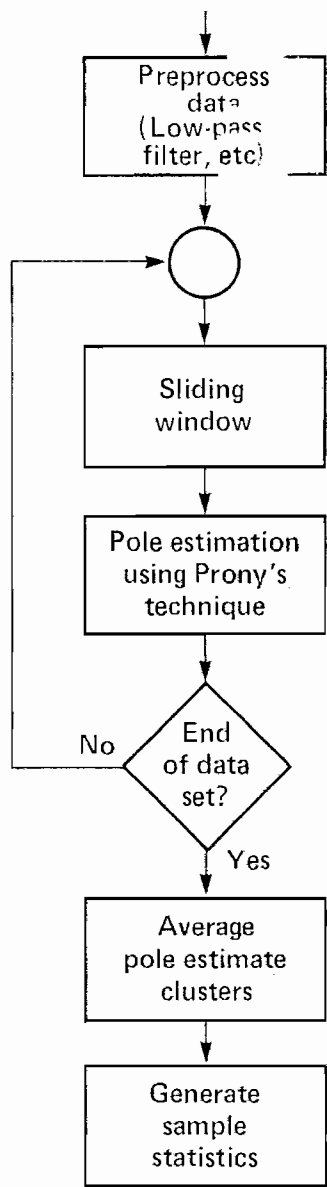 Preprocess
data
(Low-pass
filter, etc)
Sliding
window
Pole estimation
using Prony's
technique
No
End
of data
set?
Yes
Average
pole estimate
clusters
Generate
sample
statistics